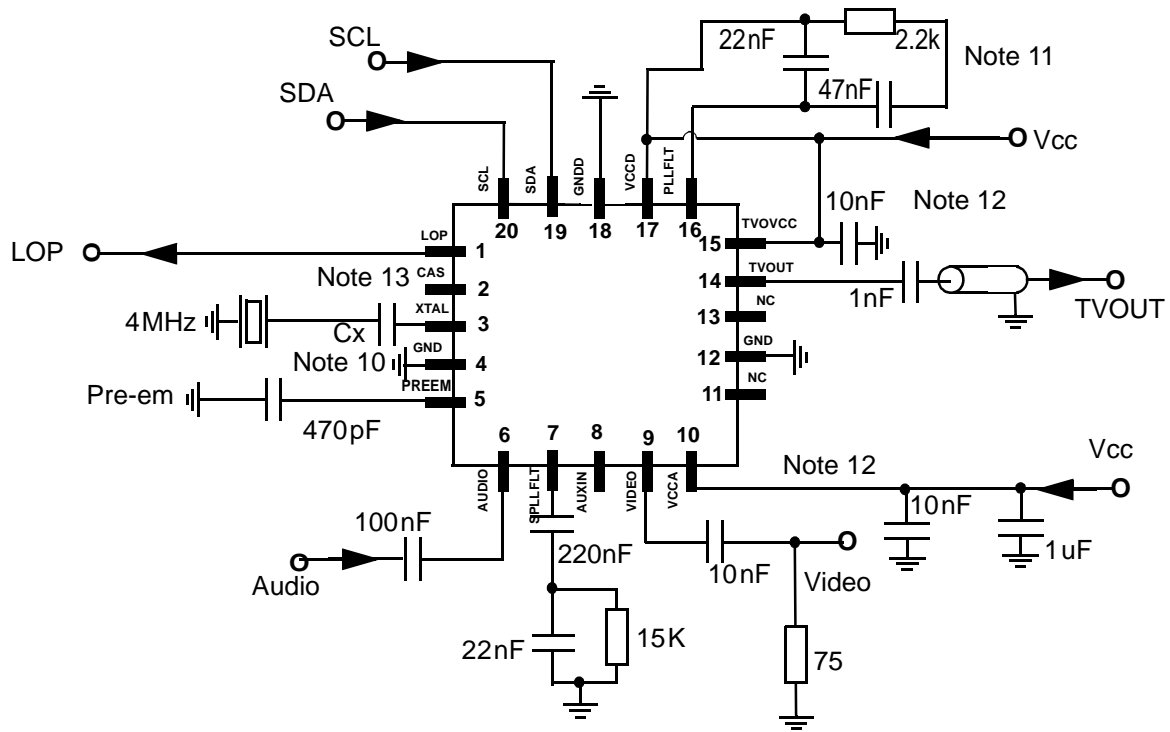 SCL
22nF
2.2k
Note 11
SDA
47nF
Vcc
SCL
SDA
GNDD
VCCD
PLLFLT
10nF
Note 12
20
19
18
17
16
LOP
LOP
1
15
TVOVCC
Note 13
CAS
2
14
TVOUT
1nF
TVOUT
4MHz
Cx
XTAL
3
13
NC
Note 10
GND
4
12
GND
Pre-em
PREEM
5
11
NC
470pF
6
7
8
9
10
AUDIO
SPLLFLT
AUXIN
VIDEO
VCCA
Note 12
Vcc
100nF
10nF
1uF
Audio
220nF
10nF
Video
22nF
15K
75